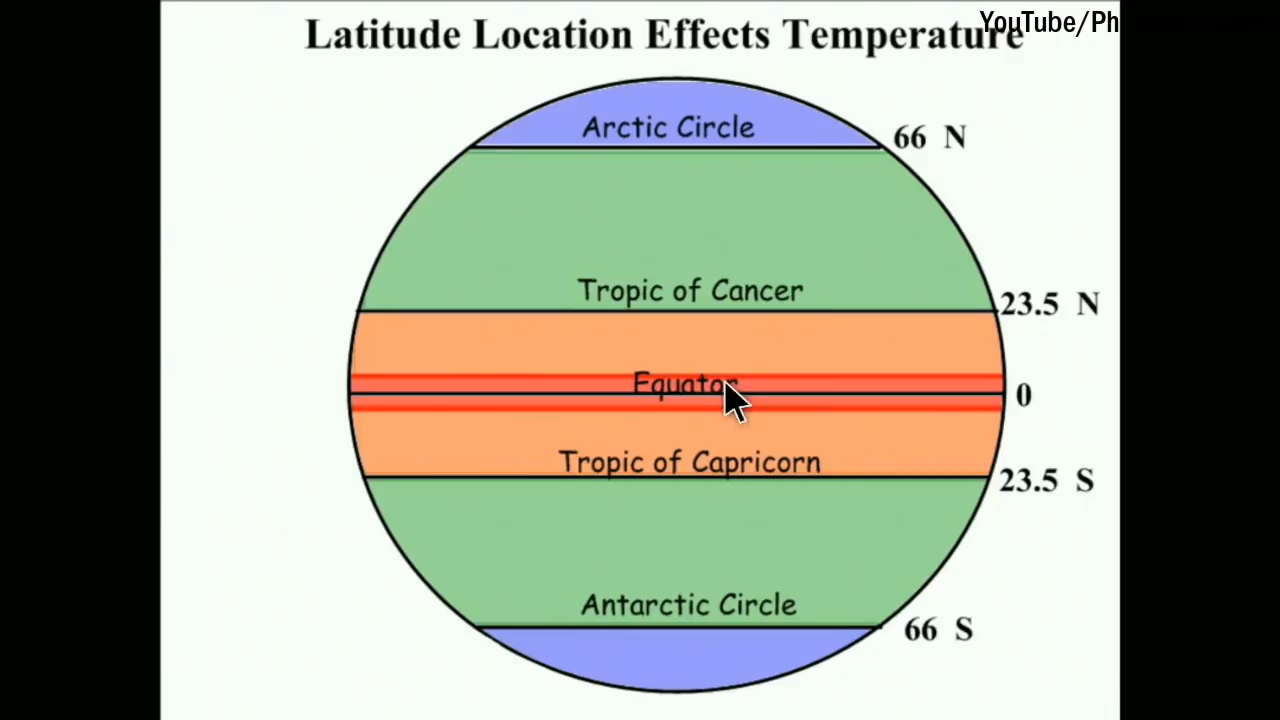 YouTube/Ph
Latitude Location Effects Temperature
Arctic Circle
66 N
Tropic of Cancer
23.5 N
Equator
0
Tropic of Capricorn
23.5 S
Antarctic Circle
66 S